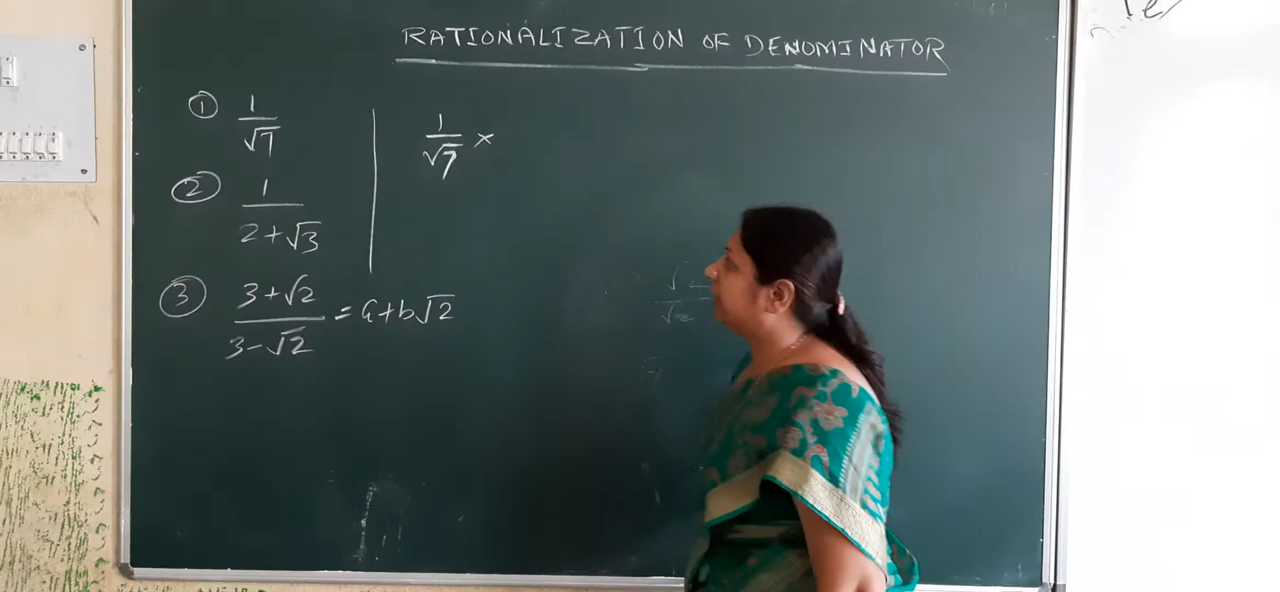 RATIONALIZATION OF DENOMINATOR
① 1/√7
② 1/(2+√3)
③ (3+√2)/(3-√2) = a+b√2
1/√7 ×